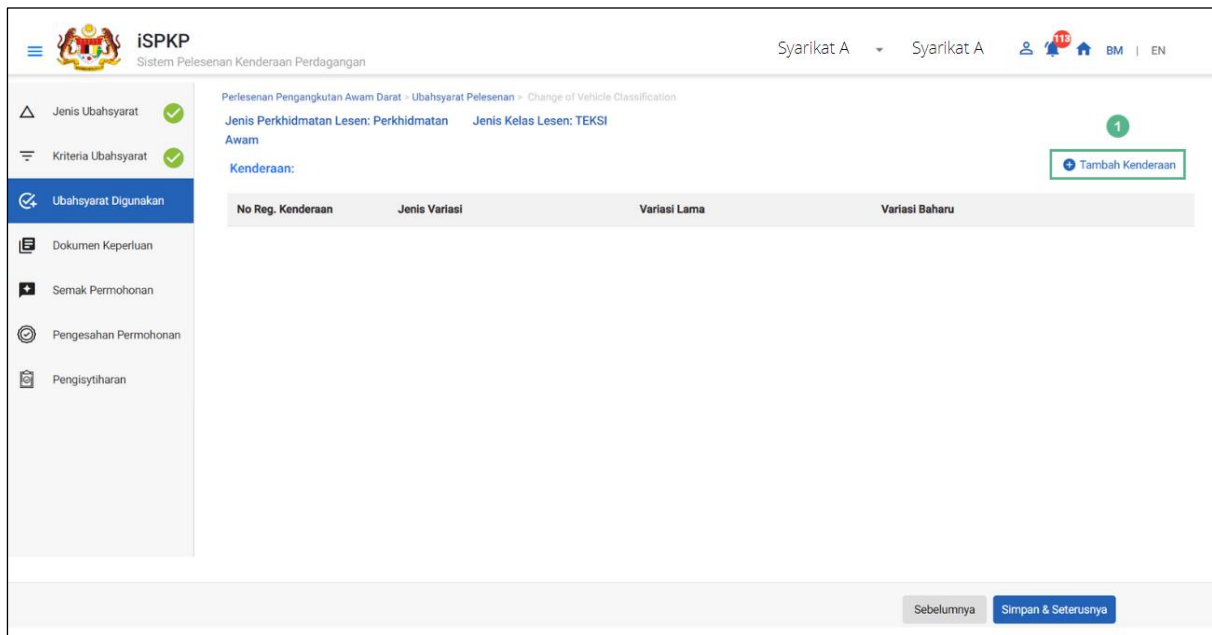 iSPKP
Sistem Pelesenan Kenderaan Perdagangan
Syarikat A
Syarikat A
113
BM | EN
Jenis Ubahsyarat
Kriteria Ubahsyarat
Ubahsyarat Digunakan
Dokumen Keperluan
Semak Permohonan
Pengesahan Permohonan
Pengisytiharan
Perlesenan Pengangkutan Awam Darat > Ubahsyarat Pelesenan > Change of Vehicle Classification
Jenis Perkhidmatan Lesen: Perkhidmatan Awam
Jenis Kelas Lesen: TEKSI
1
Kenderaan:
Tambah Kenderaan
No Reg. Kenderaan Jenis Variasi Variasi Lama Variasi Baharu
Sebelumnya
Simpan & Seterusnya